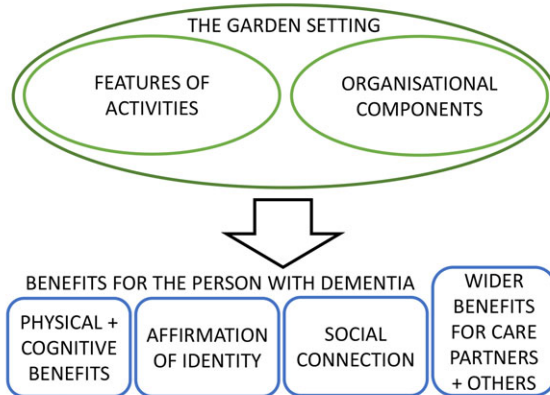 THE GARDEN SETTING
FEATURES OF
ACTIVITIES
ORGANISATIONAL
COMPONENTS
BENEFITS FOR THE PERSON WITH DEMENTIA
PHYSICAL +
COGNITIVE
BENEFITS
AFFIRMATION
OF IDENTITY
SOCIAL
CONNECTION
WIDER
BENEFITS
FOR CARE
PARTNERS
+ OTHERS